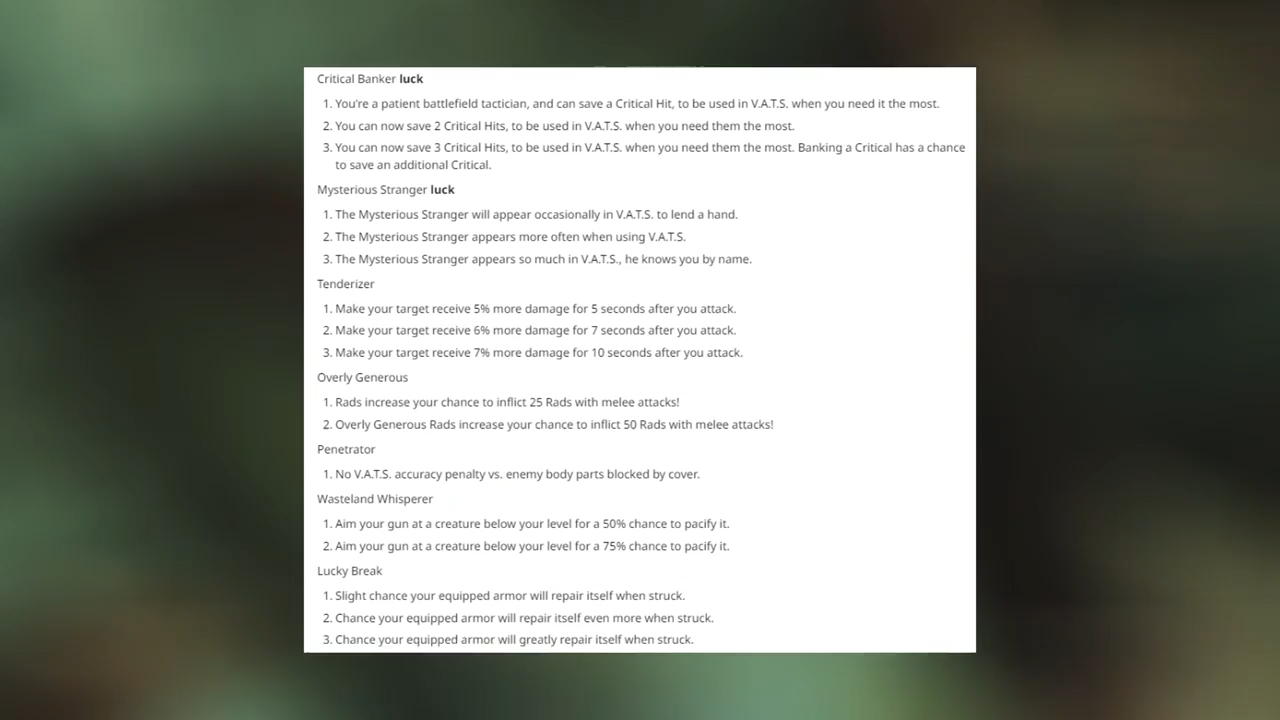 Critical Banker luck
1. You're a patient battlefield tactician, and can save a Critical Hit, to be used in V.A.T.S. when you need it the most.
2. You can now save 2 Critical Hits, to be used in V.A.T.S. when you need them the most.
3. You can now save 3 Critical Hits, to be used in V.A.T.S. when you need them the most. Banking a Critical has a chance
to save an additional Critical.
Mysterious Stranger luck
1. The Mysterious Stranger will appear occasionally in V.A.T.S. to lend a hand.
2. The Mysterious Stranger appears more often when using V.A.T.S.
3. The Mysterious Stranger appears so much in V.A.T.S., he knows you by name.
Tenderizer
1. Make your target receive 5% more damage for 5 seconds after you attack.
2. Make your target receive 6% more damage for 7 seconds after you attack.
3. Make your target receive 7% more damage for 10 seconds after you attack.
Overly Generous
1. Rads increase your chance to inflict 25 Rads with melee attacks!
2. Overly Generous Rads increase your chance to inflict 50 Rads with melee attacks!
Penetrator
1. No V.A.T.S. accuracy penalty vs. enemy body parts blocked by cover.
Wasteland Whisperer
1. Aim your gun at a creature below your level for a 50% chance to pacify it.
2. Aim your gun at a creature below your level for a 75% chance to pacify it.
Lucky Break
1. Slight chance your equipped armor will repair itself when struck.
2. Chance your equipped armor will repair itself even more when struck.
3. Chance your equipped armor will greatly repair itself when struck.